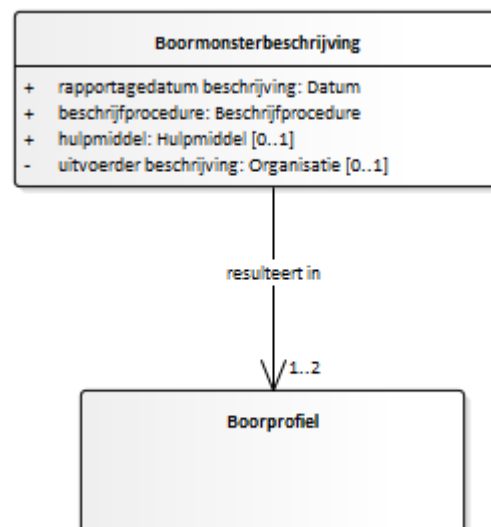 Boormonsterbeschrijving
+ rapportagedatum beschrijving: Datum
+ beschrijfprocedure: Beschrijfprocedure
+ hulpmiddel: Hulpmiddel [0..1]
- uitvoerder beschrijving: Organisatie [0..1]
resulteert in
1..2
Boorprofiel